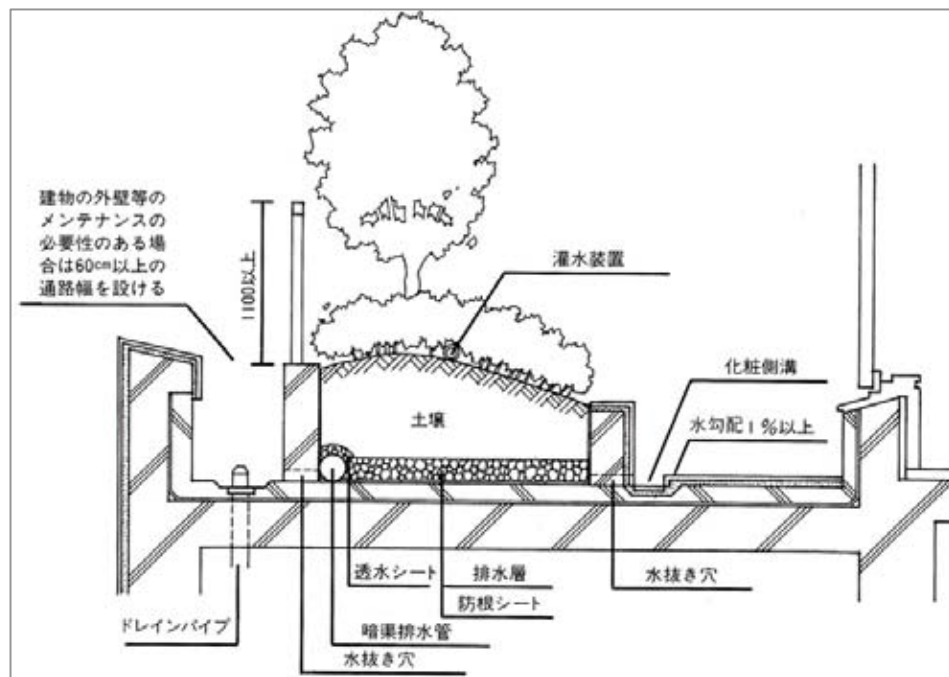 建物の外壁等の
メンテナンスの
必要性のある場
合は60cm以上の
通路幅を設ける
1100以上
灌水装置
化粧側溝
水勾配1%以上
土壌
透水シート
排水層
水抜き穴
防根シート
ドレインパイプ
暗渠排水管
水抜き穴